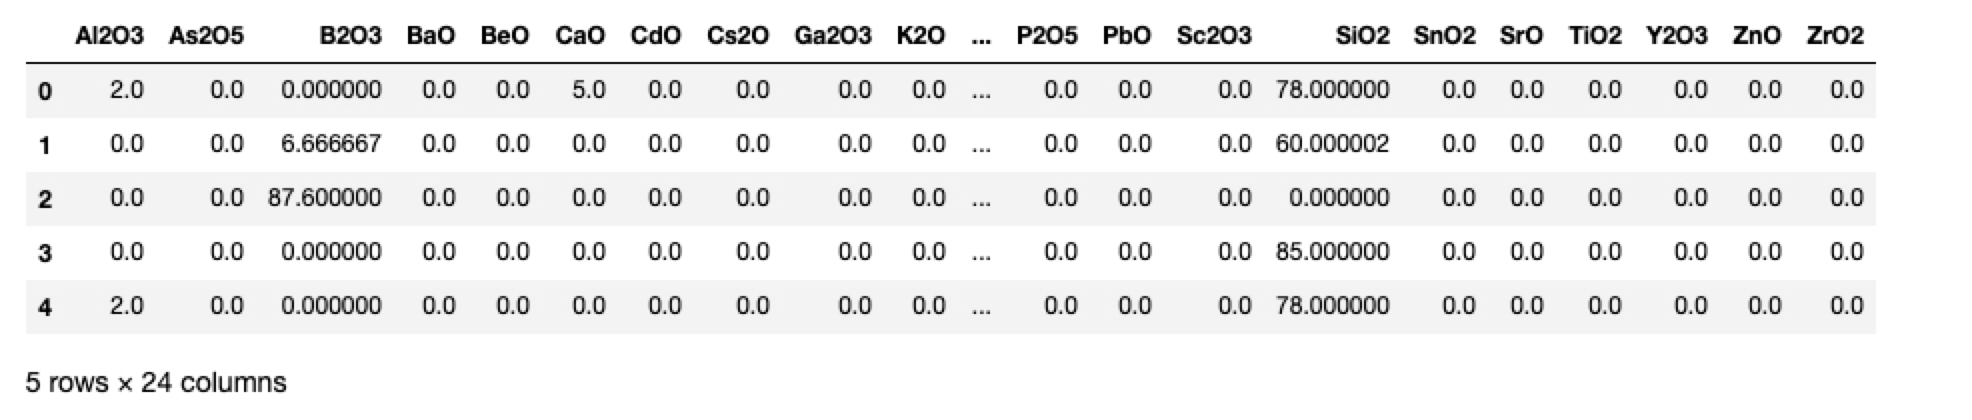 Al2O3 As2O5 B2O3 BaO BeO CaO CdO Cs2O Ga2O3 K2O ... P2O5 PbO Sc2O3 SiO2 SnO2 SrO TiO2 Y2O3 ZnO ZrO2
0 2.0 0.0 0.000000 0.0 0.0 5.0 0.0 0.0 0.0 0.0 ... 0.0 0.0 0.0 78.000000 0.0 0.0 0.0 0.0 0.0 0.0
1 0.0 0.0 6.666667 0.0 0.0 0.0 0.0 0.0 0.0 0.0 ... 0.0 0.0 0.0 60.000002 0.0 0.0 0.0 0.0 0.0 0.0
2 0.0 0.0 87.600000 0.0 0.0 0.0 0.0 0.0 0.0 0.0 ... 0.0 0.0 0.0 0.000000 0.0 0.0 0.0 0.0 0.0 0.0
3 0.0 0.0 0.000000 0.0 0.0 0.0 0.0 0.0 0.0 0.0 ... 0.0 0.0 0.0 85.000000 0.0 0.0 0.0 0.0 0.0 0.0
4 2.0 0.0 0.000000 0.0 0.0 0.0 0.0 0.0 0.0 0.0 ... 0.0 0.0 0.0 78.000000 0.0 0.0 0.0 0.0 0.0 0.0
5 rows × 24 columns